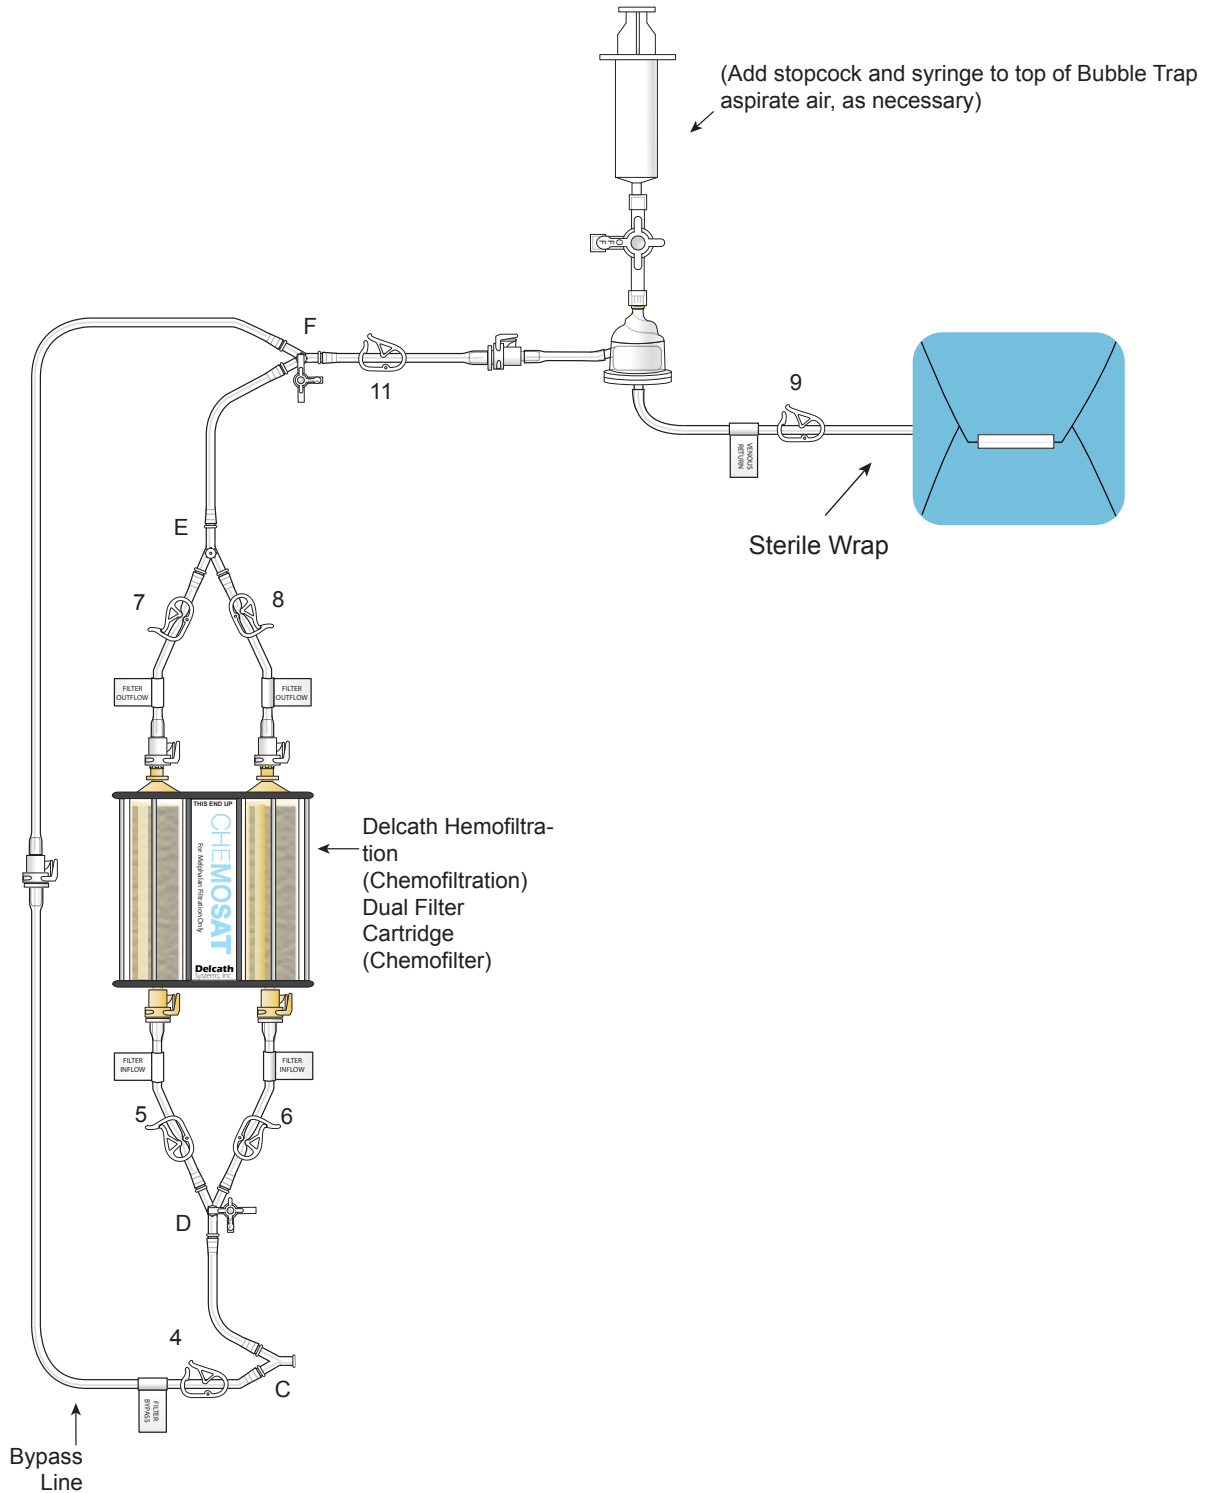 (Add stopcock and syringe to top of Bubble Trap
aspirate air, as necessary)
OFF
F
11
9
VENOUS
RETURN
Sterile Wrap
E
7
8
FILTER
OUTFLOW
FILTER
OUTFLOW
THIS END UP
CHEMOSAT
For Melphalan Filtration Only
Delcath
Systems, Inc.
Delcath Hemofiltra-
tion
(Chemofiltration)
Dual Filter
Cartridge
(Chemofilter)
FILTER
INFLOW
FILTER
INFLOW
5
6
D
4
C
FILTER
BYPASS
Bypass
Line